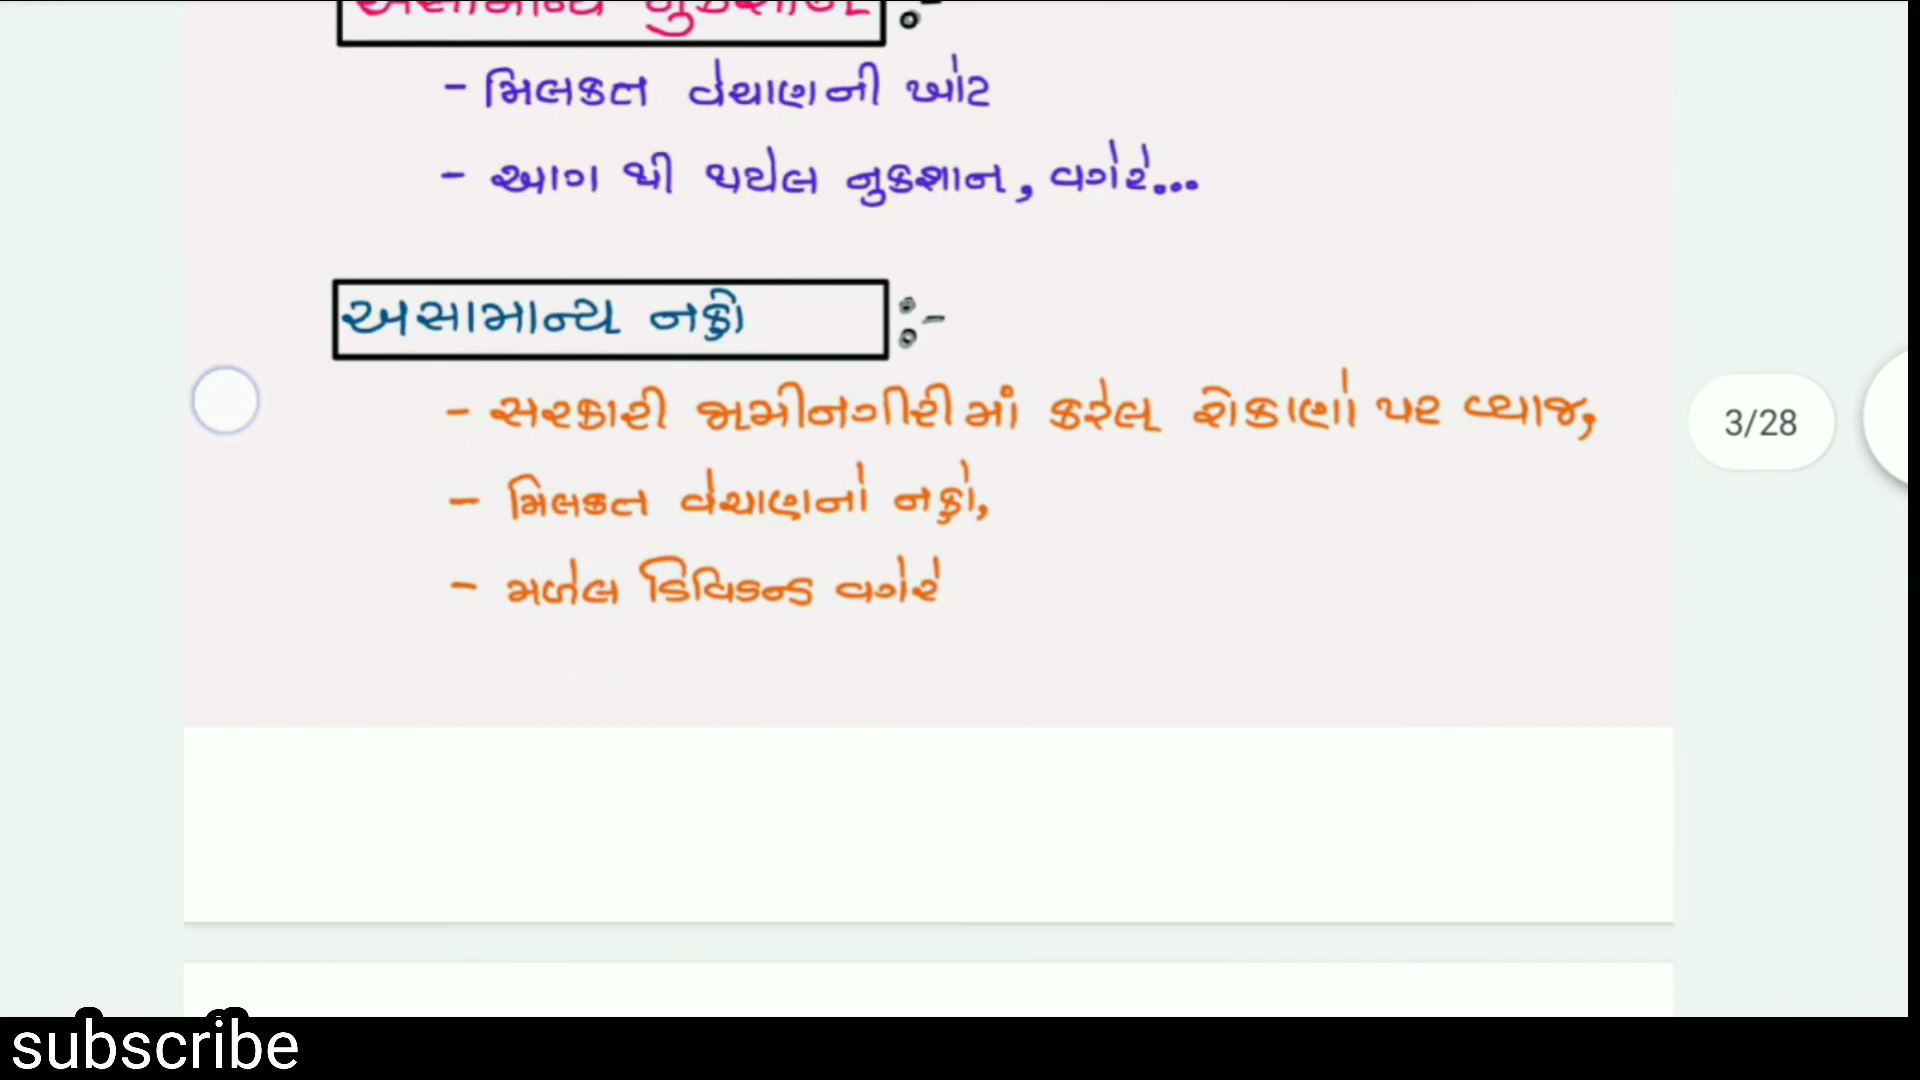 અસામાન્ય :-
- મિલકત વેચાણની ખોટ
- આગ થી થયેલ નુકશાન, વગેરે...
અસામાન્ય નફો :-
- સરકારી જામીનગીરીમાં કરેલ રોકાણો પર વ્યાજ,
- મિલકત વેચાણનો નફો,
- મળેલ ડિવિડન્ડ વગેરે
3/28
subscribe